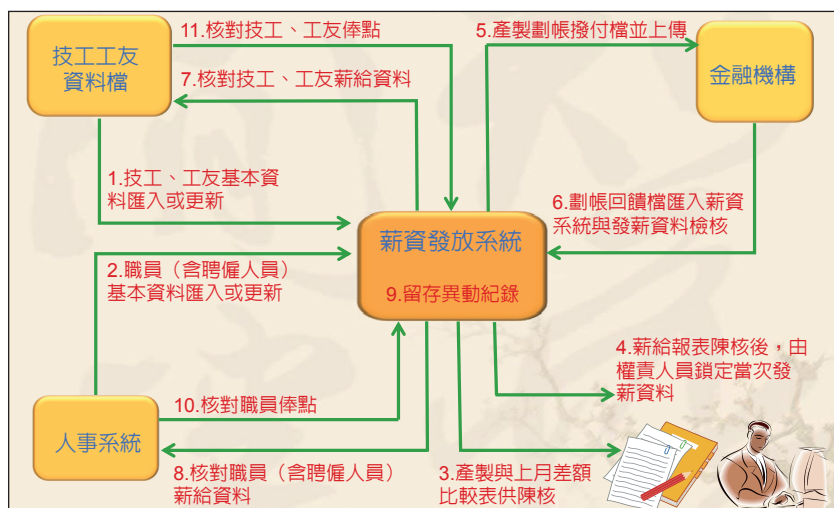 11.核對技工、工友俸點
技工工友
資料檔
7.核對技工、工友薪給資料
5.產製劃帳撥付檔並上傳
金融機構
1.技工、工友基本資
料匯入或更新
6.劃帳回饋檔匯入薪資
系統與發薪資料檢核
薪資發放系統
9.留存異動紀錄
2.職員（含聘僱人員）
基本資料匯入或更新
4.薪給報表陳核後，由
權責人員鎖定當次發
薪資料
10.核對職員俸點
人事系統
8.核對職員（含聘僱人員）
薪給資料
3.產製與上月差額
比較表供陳核